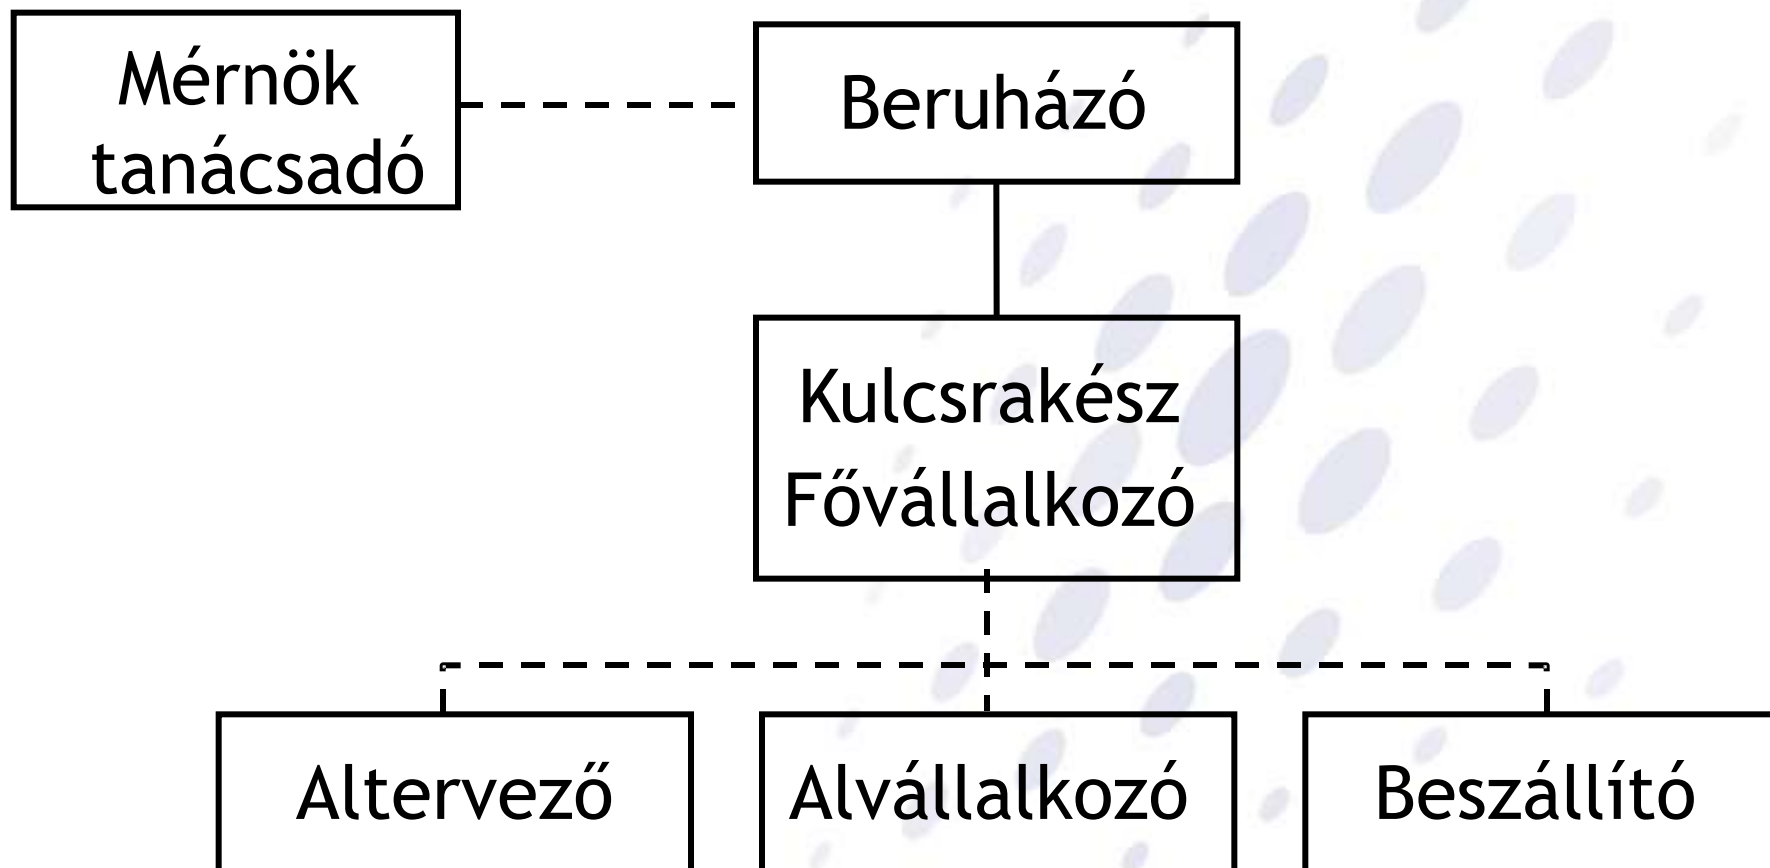 Mérnök
tanácsadó
Beruházó
Kulcsrakész
Fővállalkozó
Altervező
Alvállalkozó
Beszállító